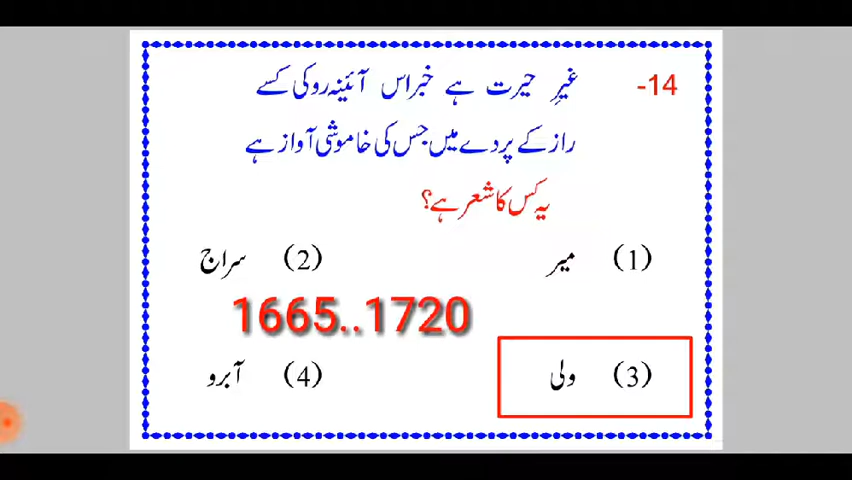 14- غیرِ حیرت ہے خبر اس آئینہ رو کی کسے
راز کے پردے میں جس کی خاموشی آواز ہے
یہ کس کا شعر ہے؟
(1) میر (2) سراج
1665..1720
(3) ولی (4) آبرو